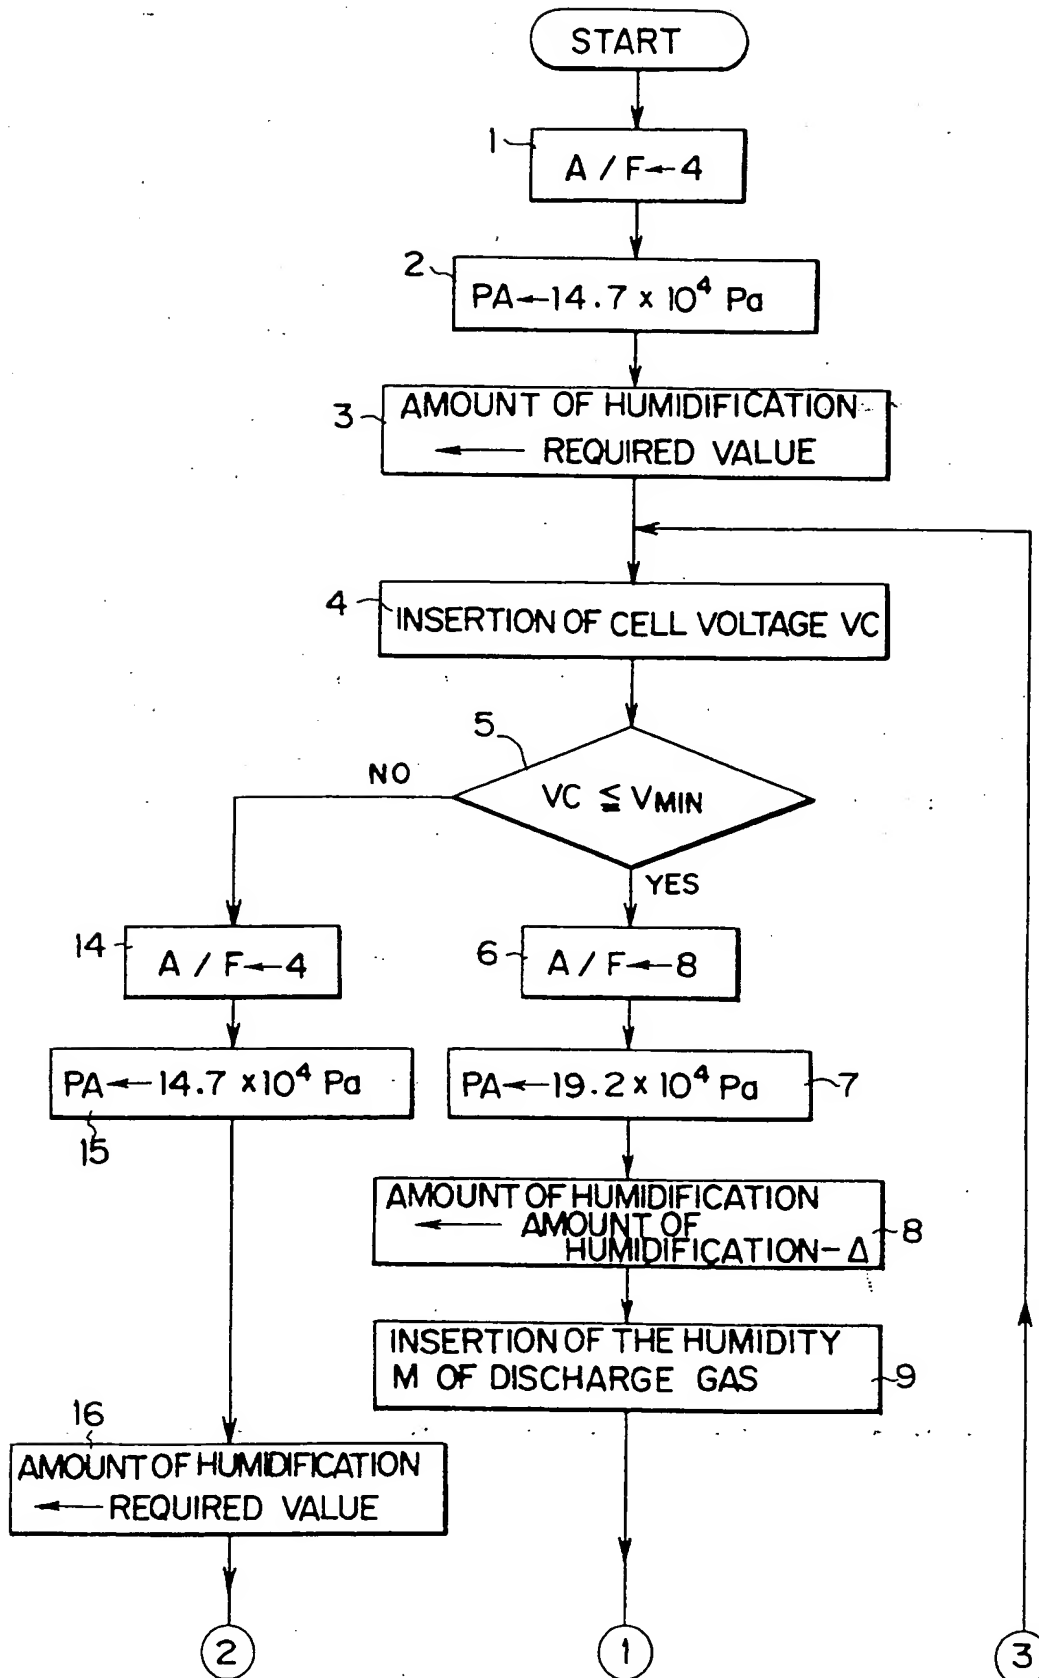 START
1
A / F←4
2
PA←14.7 × 10⁴ Pa
3
AMOUNT OF HUMIDIFICATION
← REQUIRED VALUE
4
INSERTION OF CELL VOLTAGE VC
5
NO
VC ≦ VMIN
YES
14
A / F←4
6
A / F←8
PA←14.7 ×10⁴ Pa
15
PA←19.2 × 10⁴ Pa
7
AMOUNT OF HUMIDIFICATION
← AMOUNT OF
HUMIDIFICATION-Δ
8
INSERTION OF THE HUMIDITY
M OF DISCHARGE GAS
9
16
AMOUNT OF HUMIDIFICATION
← REQUIRED VALUE
2
1
3